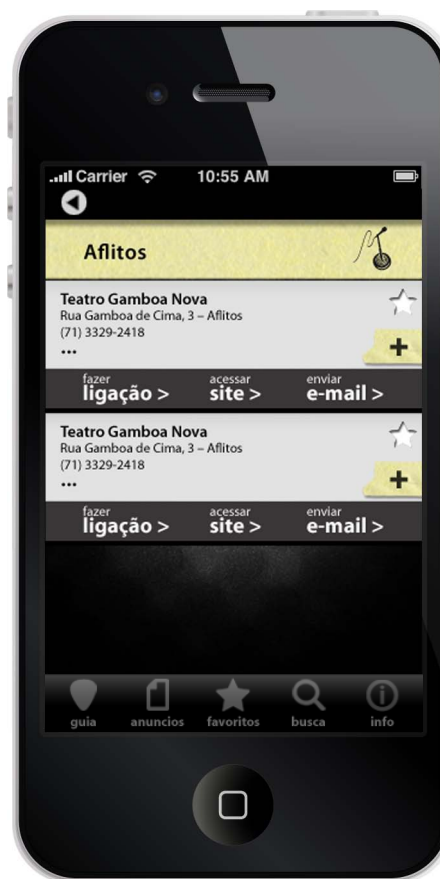 Carrier 10:55 AM
Aflitos
Teatro Gamboa Nova
Rua Gamboa de Cima, 3 – Aflitos
(71) 3329-2418
...
+
fazer acessar enviar
ligação > site > e-mail >
Teatro Gamboa Nova
Rua Gamboa de Cima, 3 – Aflitos
(71) 3329-2418
...
+
fazer acessar enviar
ligação > site > e-mail >
guia anuncios favoritos busca info